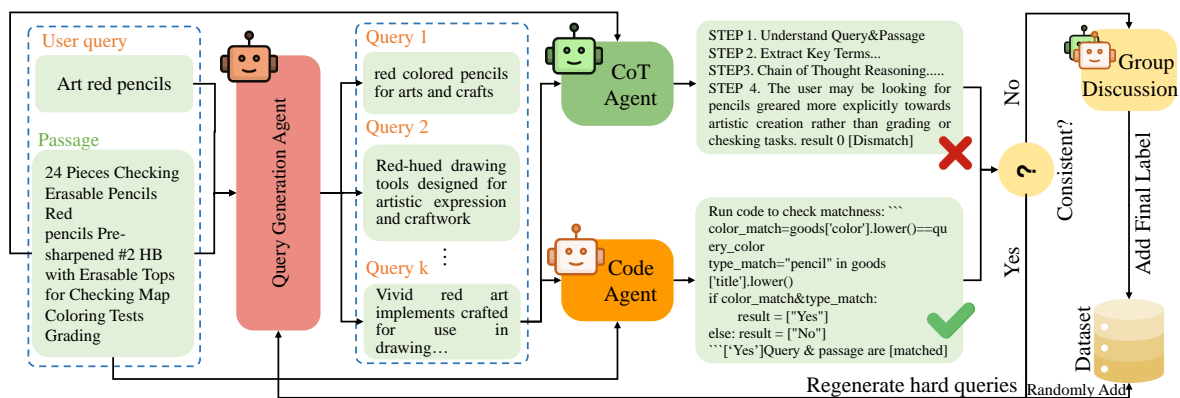 User query
Art red pencils
Passage
24 Pieces Checking
Erasable Pencils
Red
pencils Pre-
sharpened #2 HB
with Erasable Tops
for Checking Map
Coloring Tests
Grading
Query Generation Agent
Query 1
red colored pencils
for arts and crafts
Query 2
Red-hued drawing
tools designed for
artistic expression
and craftwork
...
Query k
Vivid red art
implements crafted
for use in
drawing…
CoT
Agent
Code
Agent
STEP 1. Understand Query&Passage
STEP 2. Extract Key Terms...
STEP3. Chain of Thought Reasoning.....
STEP 4. The user may be looking for
pencils greared more explicitly towards
artistic creation rather than grading or
chesking tasks. result 0 [Dismatch]
Run code to check matchness: ```
color_match=goods['color'].lower()==qu
ery_color
type_match="pencil" in goods
['title'].lower()
if color_match&type_match:
result = ["Yes"]
else: result = ["No"]
```['Yes']Query & passage are [matched]
No
?
Consistent?
Yes
Group
Discussion
Add Final Label
Dataset
Regenerate hard queries
Randomly Add